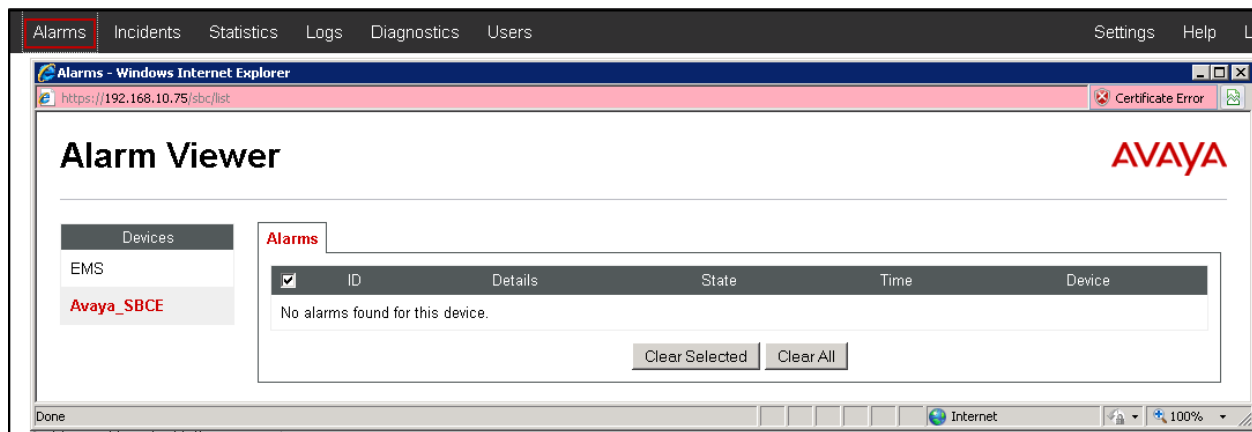 Alarms Incidents Statistics Logs Diagnostics Users Settings Help L
Alarms - Windows Internet Explorer
https://192.168.10.75/sbc/list Certificate Error
Alarm Viewer AVAYA
Devices
EMS
Avaya_SBCE
Alarms
ID Details State Time Device
No alarms found for this device.
Clear Selected Clear All
Done Internet 100%